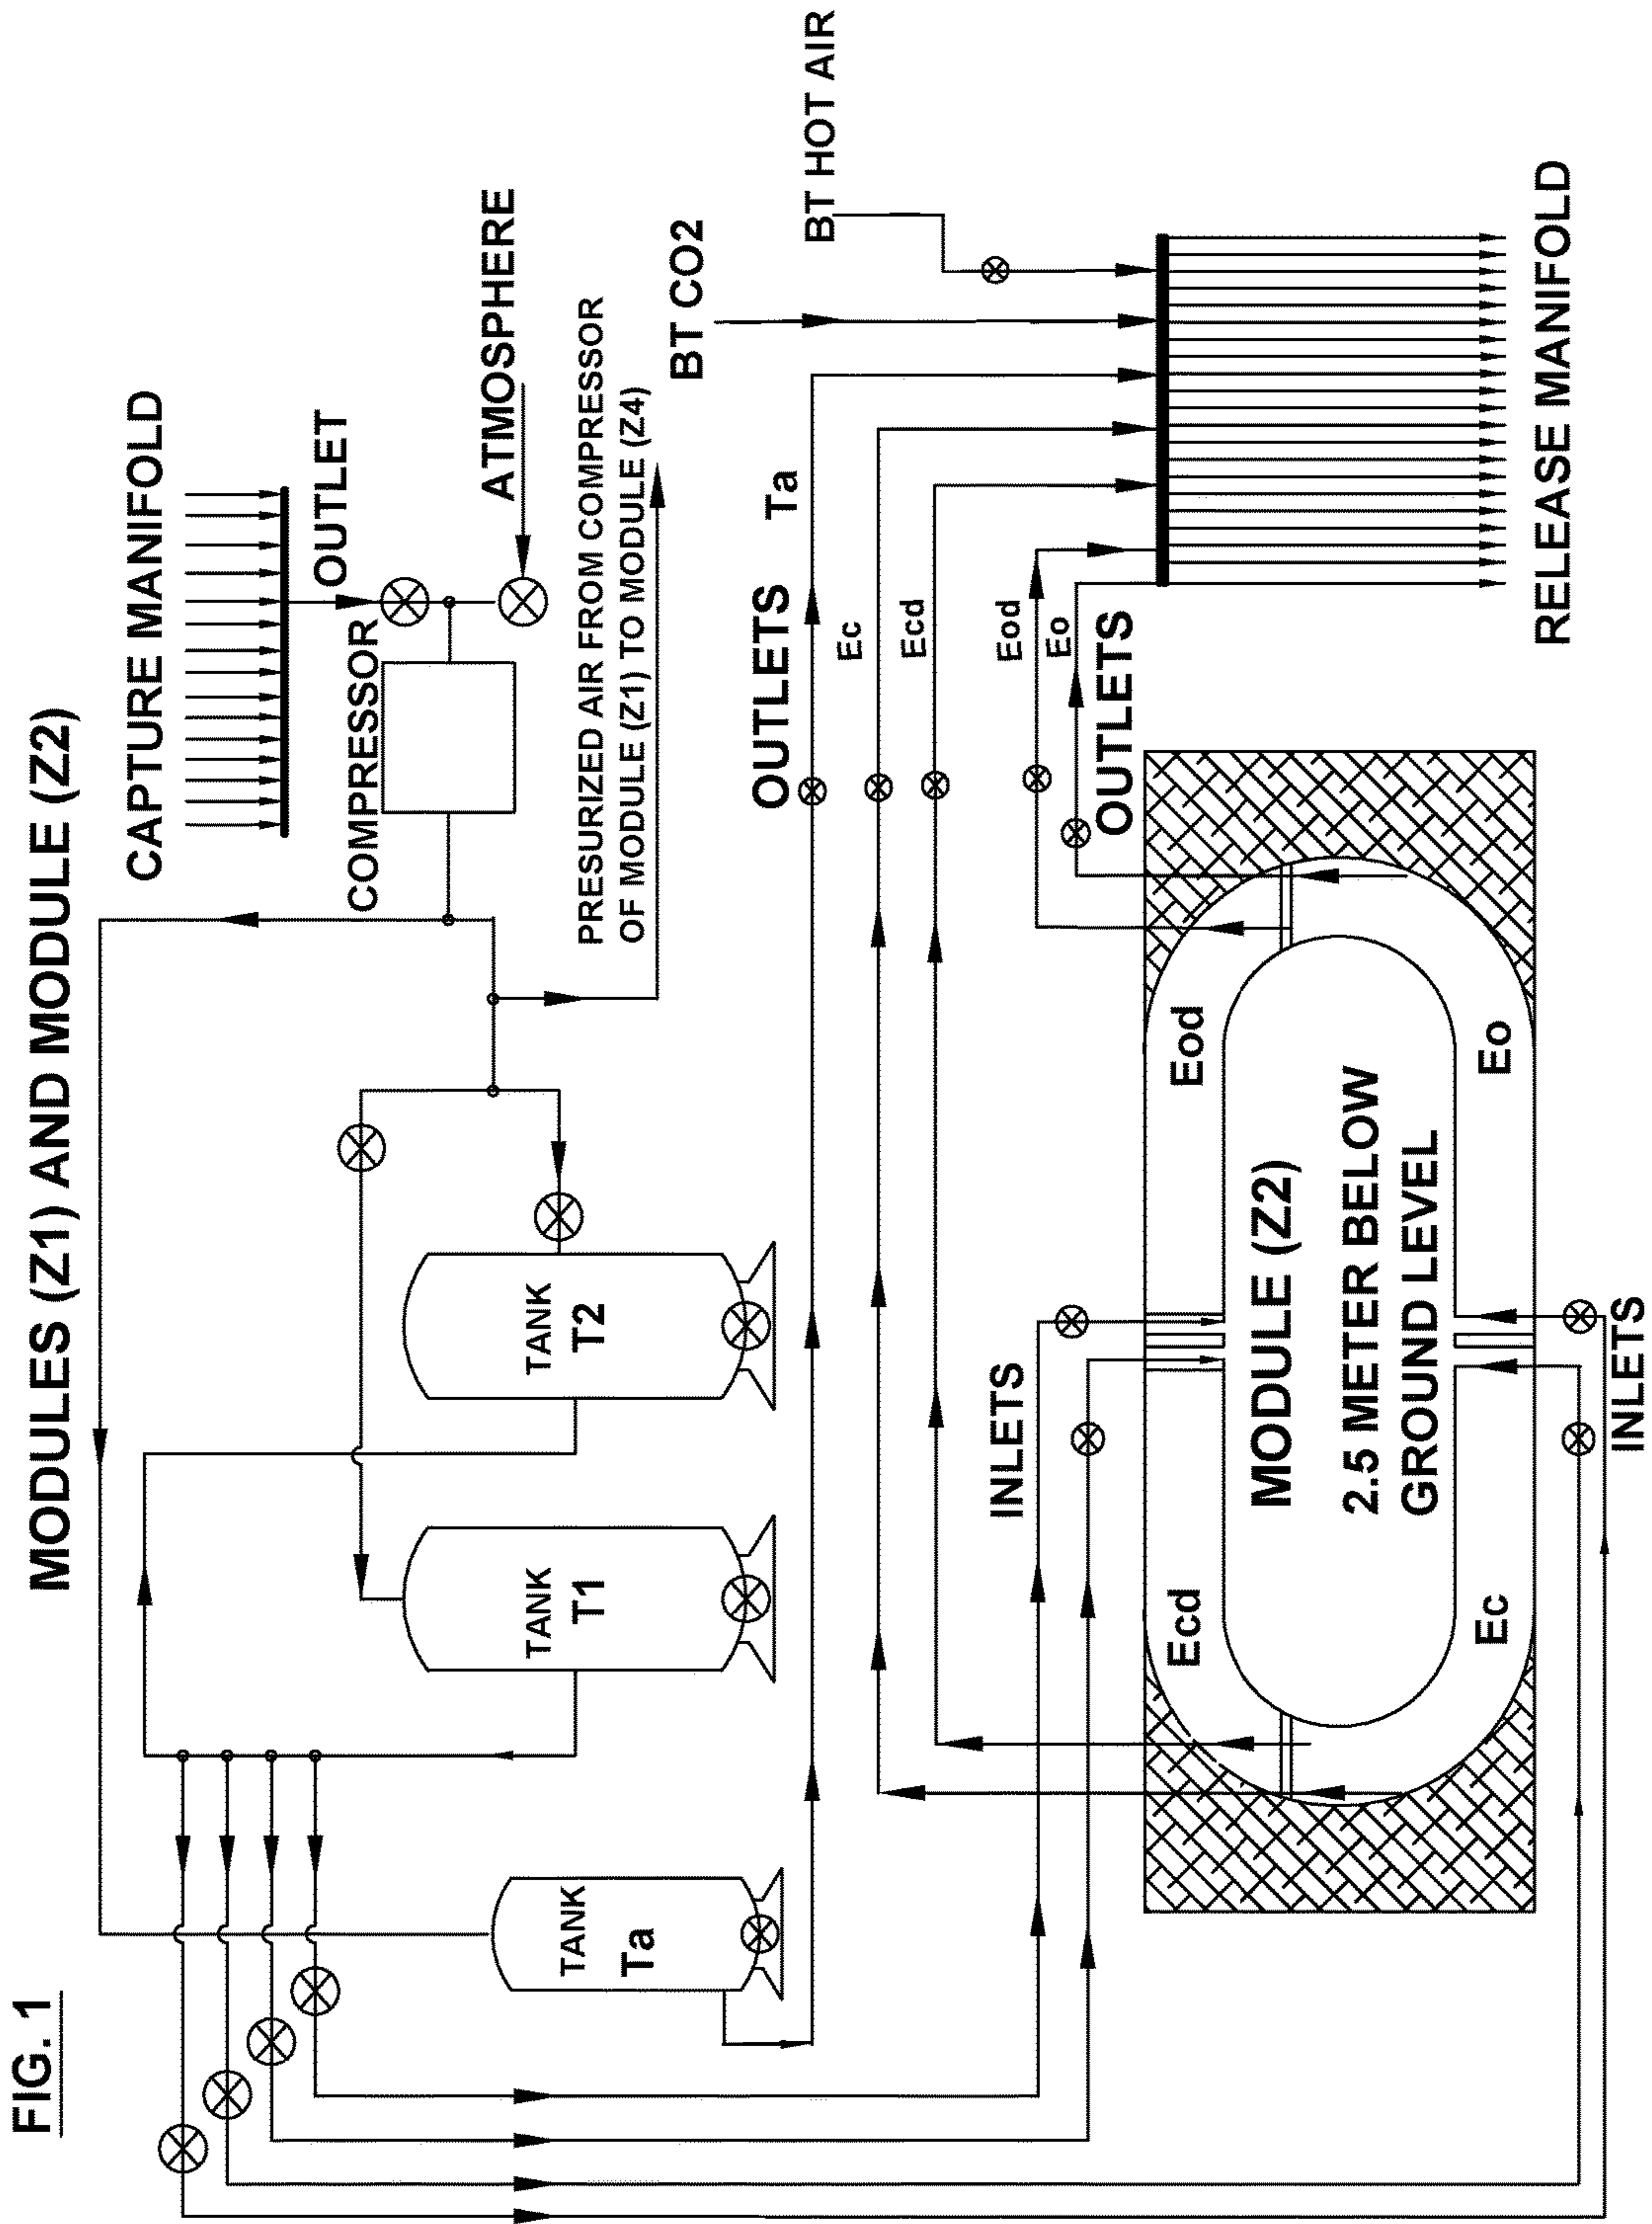 FIG. 1
MODULES (Z1) AND MODULE (Z2)
CAPTURE MANIFOLD
OUTLET
COMPRESSOR
ATMOSPHERE
PRESURIZED AIR FROM COMPRESSOR
OF MODULE (Z1) TO MODULE (Z4)
TANK
Ta
TANK
T1
TANK
T2
BT CO2
BT HOT AIR
OUTLETS
Ta
Ec
Ecd
Eod
Eo
OUTLETS
INLETS
Ecd
Eod
MODULE (Z2)
2.5 METER BELOW
GROUND LEVEL
Ec
Eo
INLETS
RELEASE MANIFOLD